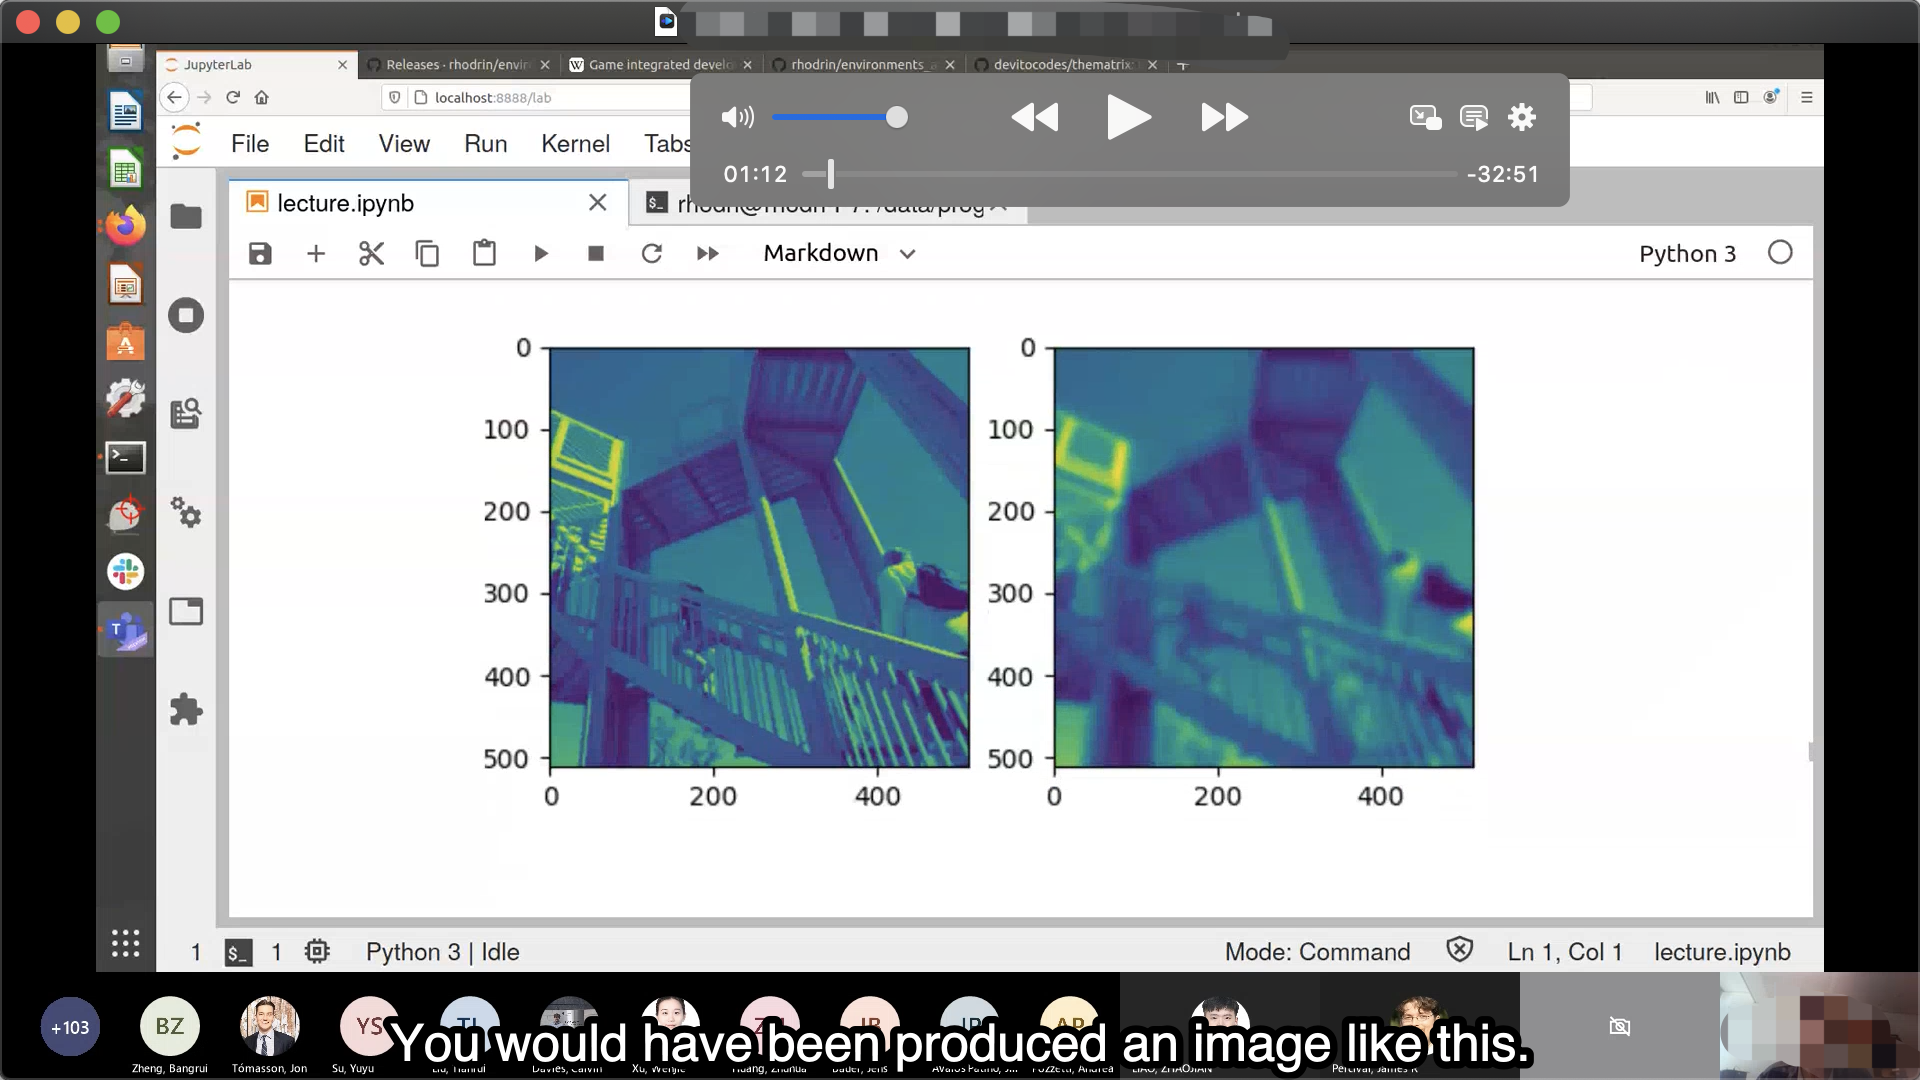 JupyterLab
Releases · rhodrin/envir
Game integrated develo
rhodrin/environments_
devitocodes/thematrix:
localhost:8888/lab
File Edit View Run Kernel Tabs
01:12
-32:51
lecture.ipynb
Markdown
Python 3
0
100
200
300
400
500
0
200
400
0
100
200
300
400
500
0
200
400
1
$_
1
Python 3 | Idle
Mode: Command
Ln 1, Col 1
lecture.ipynb
+103
BZ
YS
You would have been produced an image like this.
Zheng, Bangrui
Tómasson, Jon
Su, Yuyu